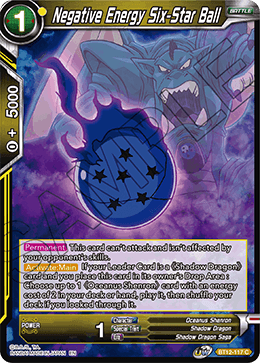 1
Negative Energy Six-Star Ball
BATTLE
+ 5000
Permanent This card can't attack and isn't affected by
your opponent's skills.
Activate Main If your Leader Card is a 《Shadow Dragon》
card and you place this card in its owner's Drop Area :
Choose up to 1 《Oceanus Shenron》 card with an energy
cost of 2 in your deck or hand, play it, then shuffle your
deck if you looked through it.
POWER
1
Character
Oceanus Shenron
Special Trait
Shadow Dragon
Era
Shadow Dragon Saga
BT12-117 C